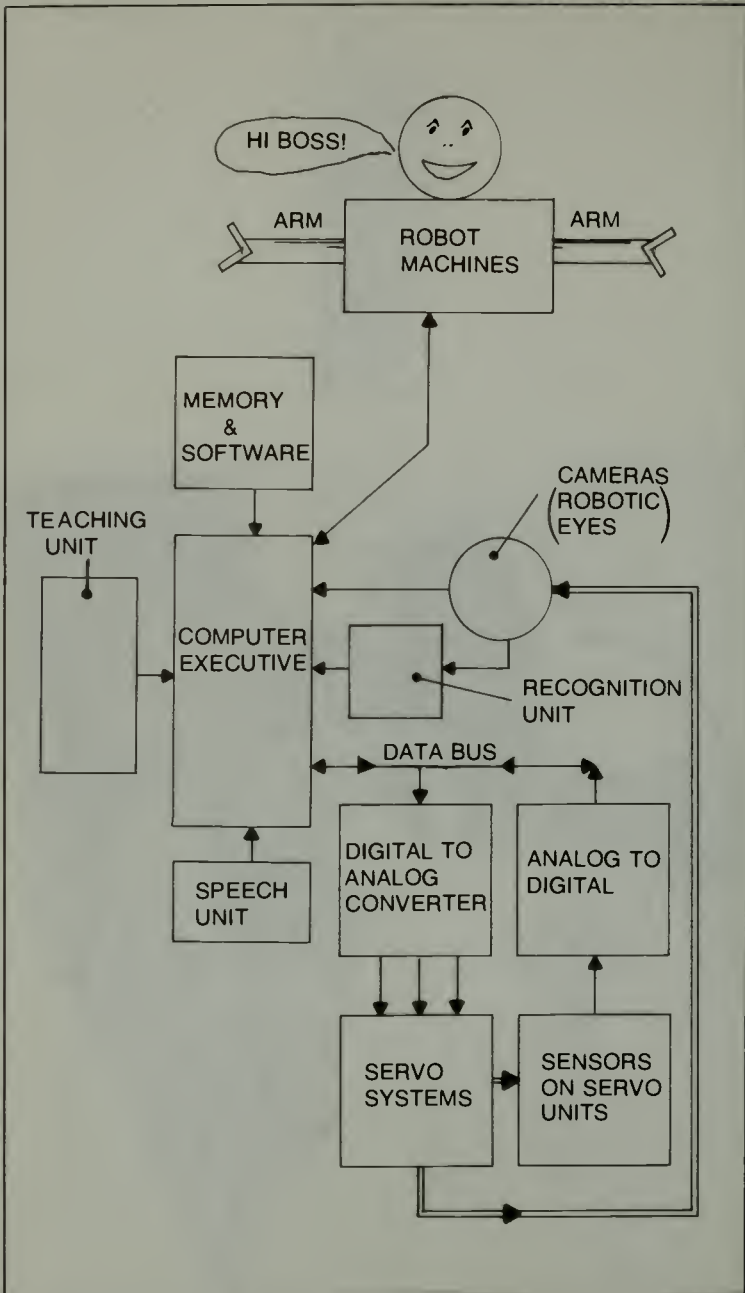 HI BOSS!
ARM
ARM
ROBOT
MACHINES
MEMORY
&
SOFTWARE
CAMERAS
(ROBOTIC)
EYES
TEACHING
UNIT
COMPUTER
EXECUTIVE
RECOGNITION
UNIT
DATA BUS
DIGITAL TO
ANALOG
CONVERTER
ANALOG TO
DIGITAL
SPEECH
UNIT
SERVO
SYSTEMS
SENSORS
ON SERVO
UNITS